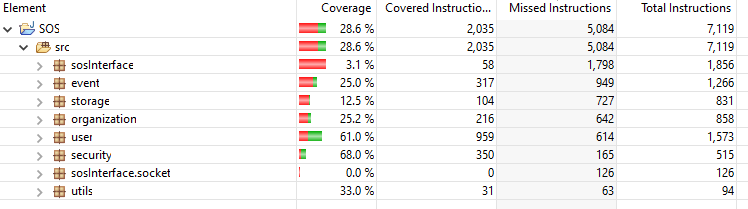 Element Coverage Covered Instructio... Missed Instructions Total Instructions
SOS 28.6 % 2,035 5,084 7,119
src 28.6 % 2,035 5,084 7,119
sosInterface 3.1 % 58 1,798 1,856
event 25.0 % 317 949 1,266
storage 12.5 % 104 727 831
organization 25.2 % 216 642 858
user 61.0 % 959 614 1,573
security 68.0 % 350 165 515
sosInterface.socket 0.0 % 0 126 126
utils 33.0 % 31 63 94